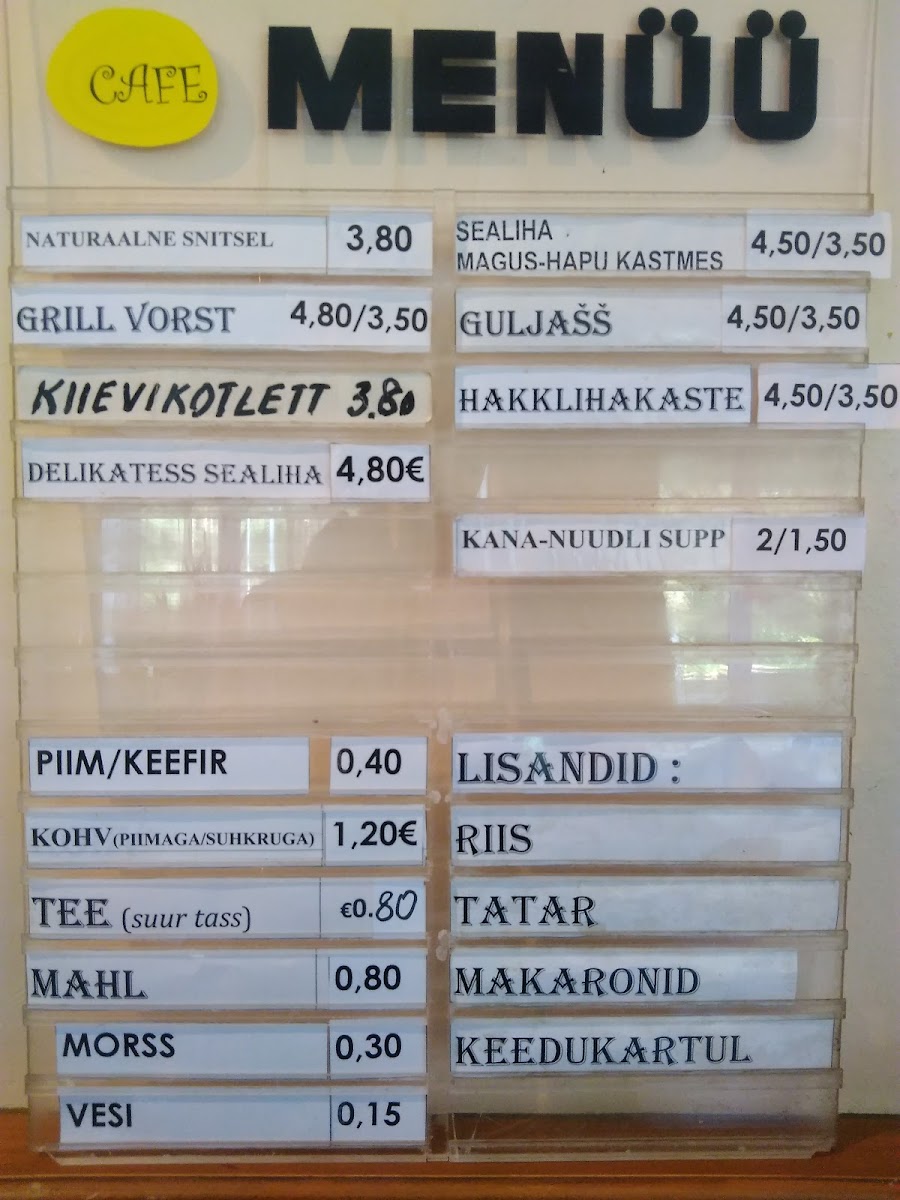 CAFE
MENÜÜ
NATURAALNE SNITSEL 3,80
GRILL VORST 4,80/3,50
KIIEVIKOTLETT 3.80
DELIKATESS SEALIHA 4,80€
SEALIHA
MAGUS-HAPU KASTMES 4,50/3,50
GULJAŠŠ 4,50/3,50
HAKKLIHAKASTE 4,50/3,50
KANA-NUUDLI SUPP 2/1,50
PIIM/KEEFIR 0,40
KOHV(PIIMAGA/SUHKRUGA) 1,20€
TEE (suur tass) €0.80
MAHL 0,80
MORSS 0,30
VESI 0,15
LISANDID :
RIIS
TATAR
MAKARONID
KEEDUKARTUL